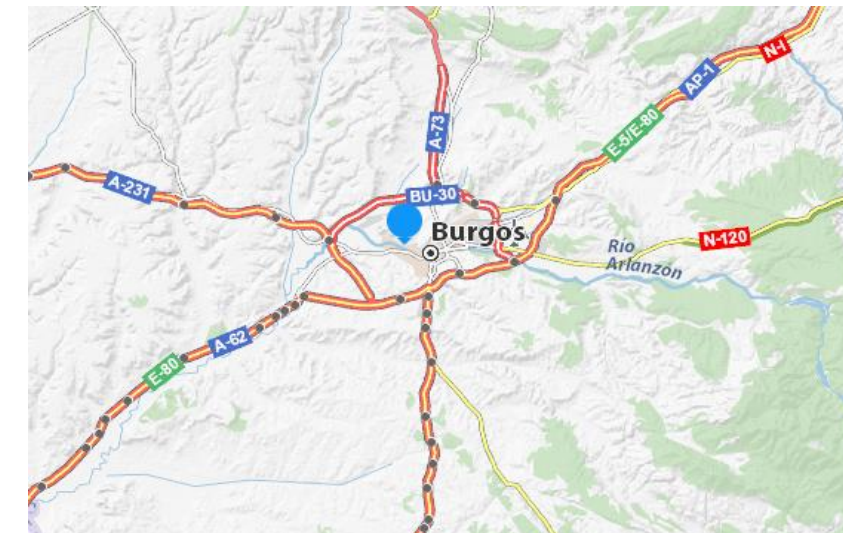 N-I
AP-1
E-5/E-80
A-73
A-231
BU-30
Burgos
N-120
Río
Arlanzón
A-62
E-80